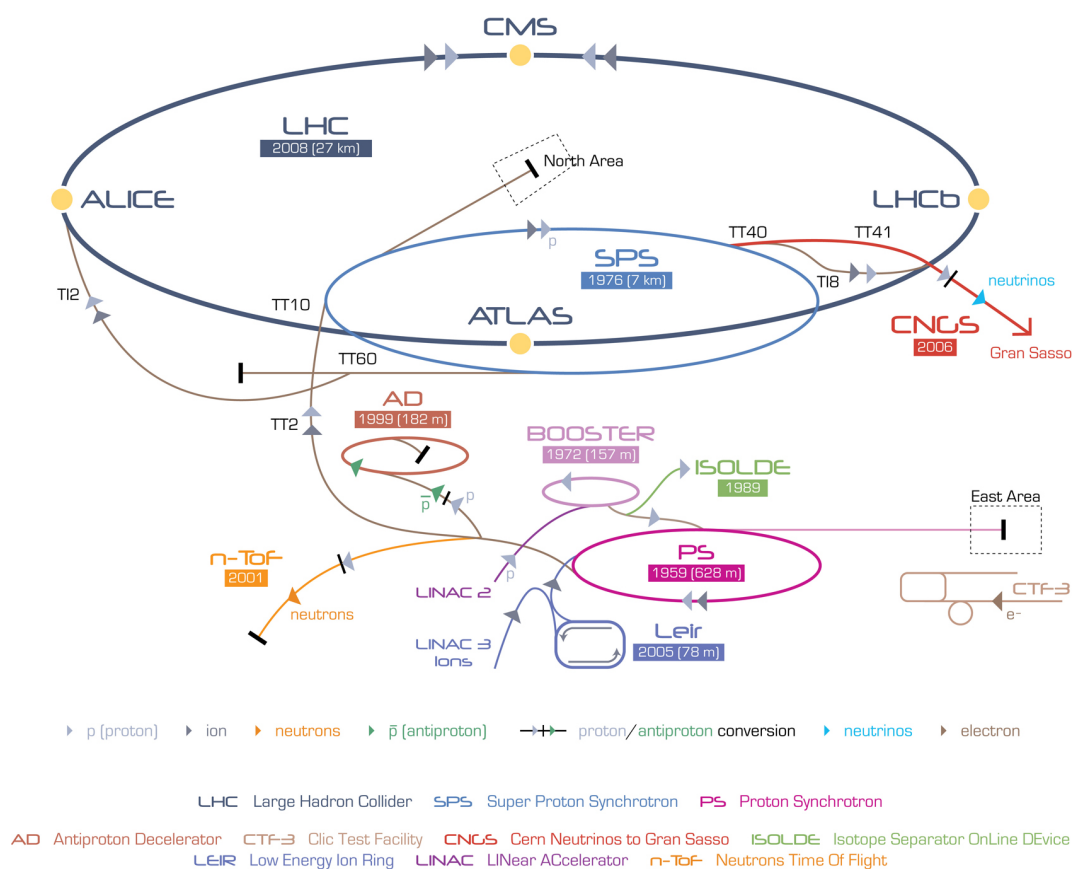 CMS
LHC
2008 (27 km)
North Area
ALICE
LHCb
p
TT40
TT41
SPS
1976 (7 km)
TI8
neutrinos
TI2
TT10
ATLAS
CNGS
2006
Gran Sasso
TT60
AD
1999 (182 m)
TT2
BOOSTER
1972 (157 m)
ISOLDE
1989
p̅
p
East Area
n-ToF
2001
neutrons
p
LINAC 2
PS
1959 (628 m)
CTF-3
e⁻
LINAC 3
Ions
Leir
2005 (78 m)
p (proton)
ion
neutrons
p̅ (antiproton)
proton/antiproton conversion
neutrinos
electron
LHC Large Hadron Collider SPS Super Proton Synchrotron PS Proton Synchrotron
AD Antiproton Decelerator CTF-3 Clic Test Facility CNGS Cern Neutrinos to Gran Sasso ISOLDE Isotope Separator OnLine DEvice
LEIR Low Energy Ion Ring LINAC LINear ACcelerator n-ToF Neutrons Time Of Flight